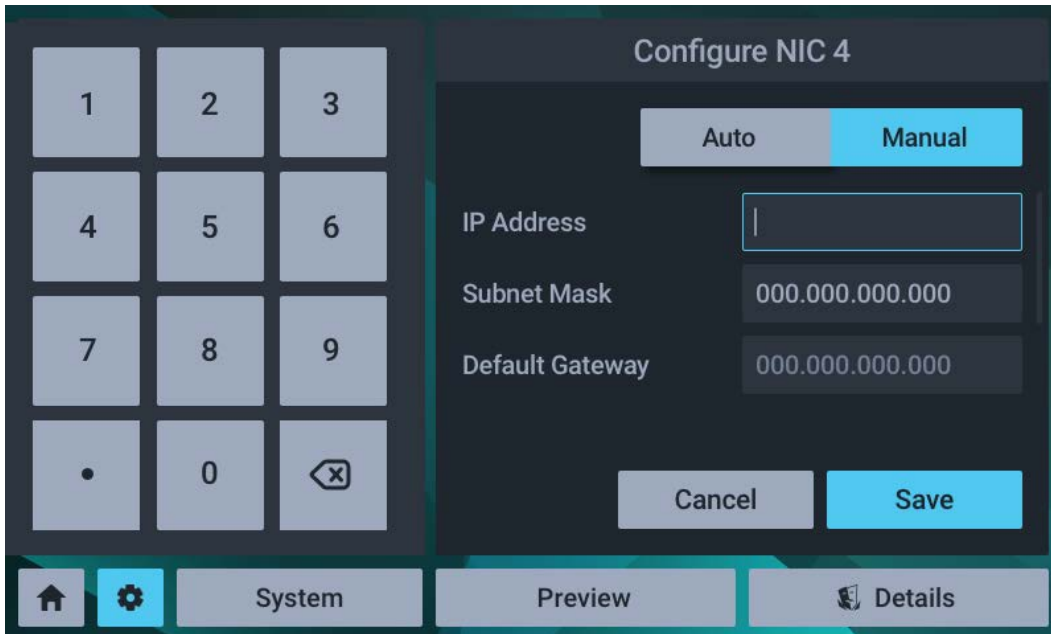 1 2 3
4 5 6
7 8 9
• 0
Configure NIC 4
Auto Manual
IP Address
Subnet Mask 000.000.000.000
Default Gateway 000.000.000.000
Cancel Save
System Preview Details